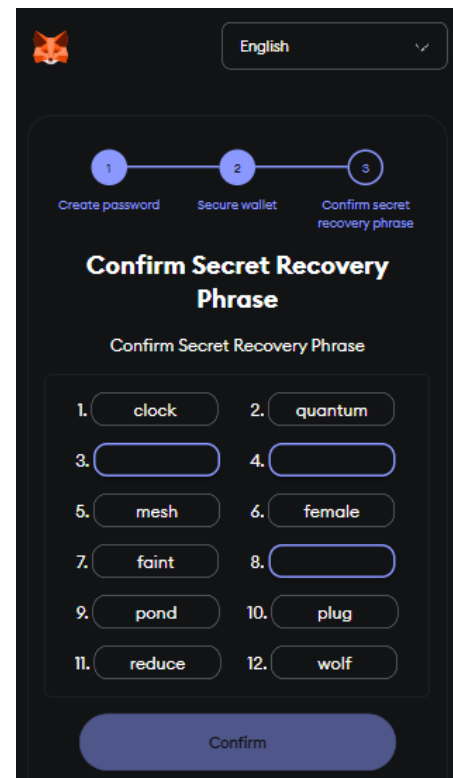 English
1 2 3
Create password Secure wallet Confirm secret
recovery phrase
Confirm Secret Recovery
Phrase
Confirm Secret Recovery Phrase
1. clock 2. quantum
3. 4.
5. mesh 6. female
7. faint 8.
9. pond 10. plug
11. reduce 12. wolf
Confirm